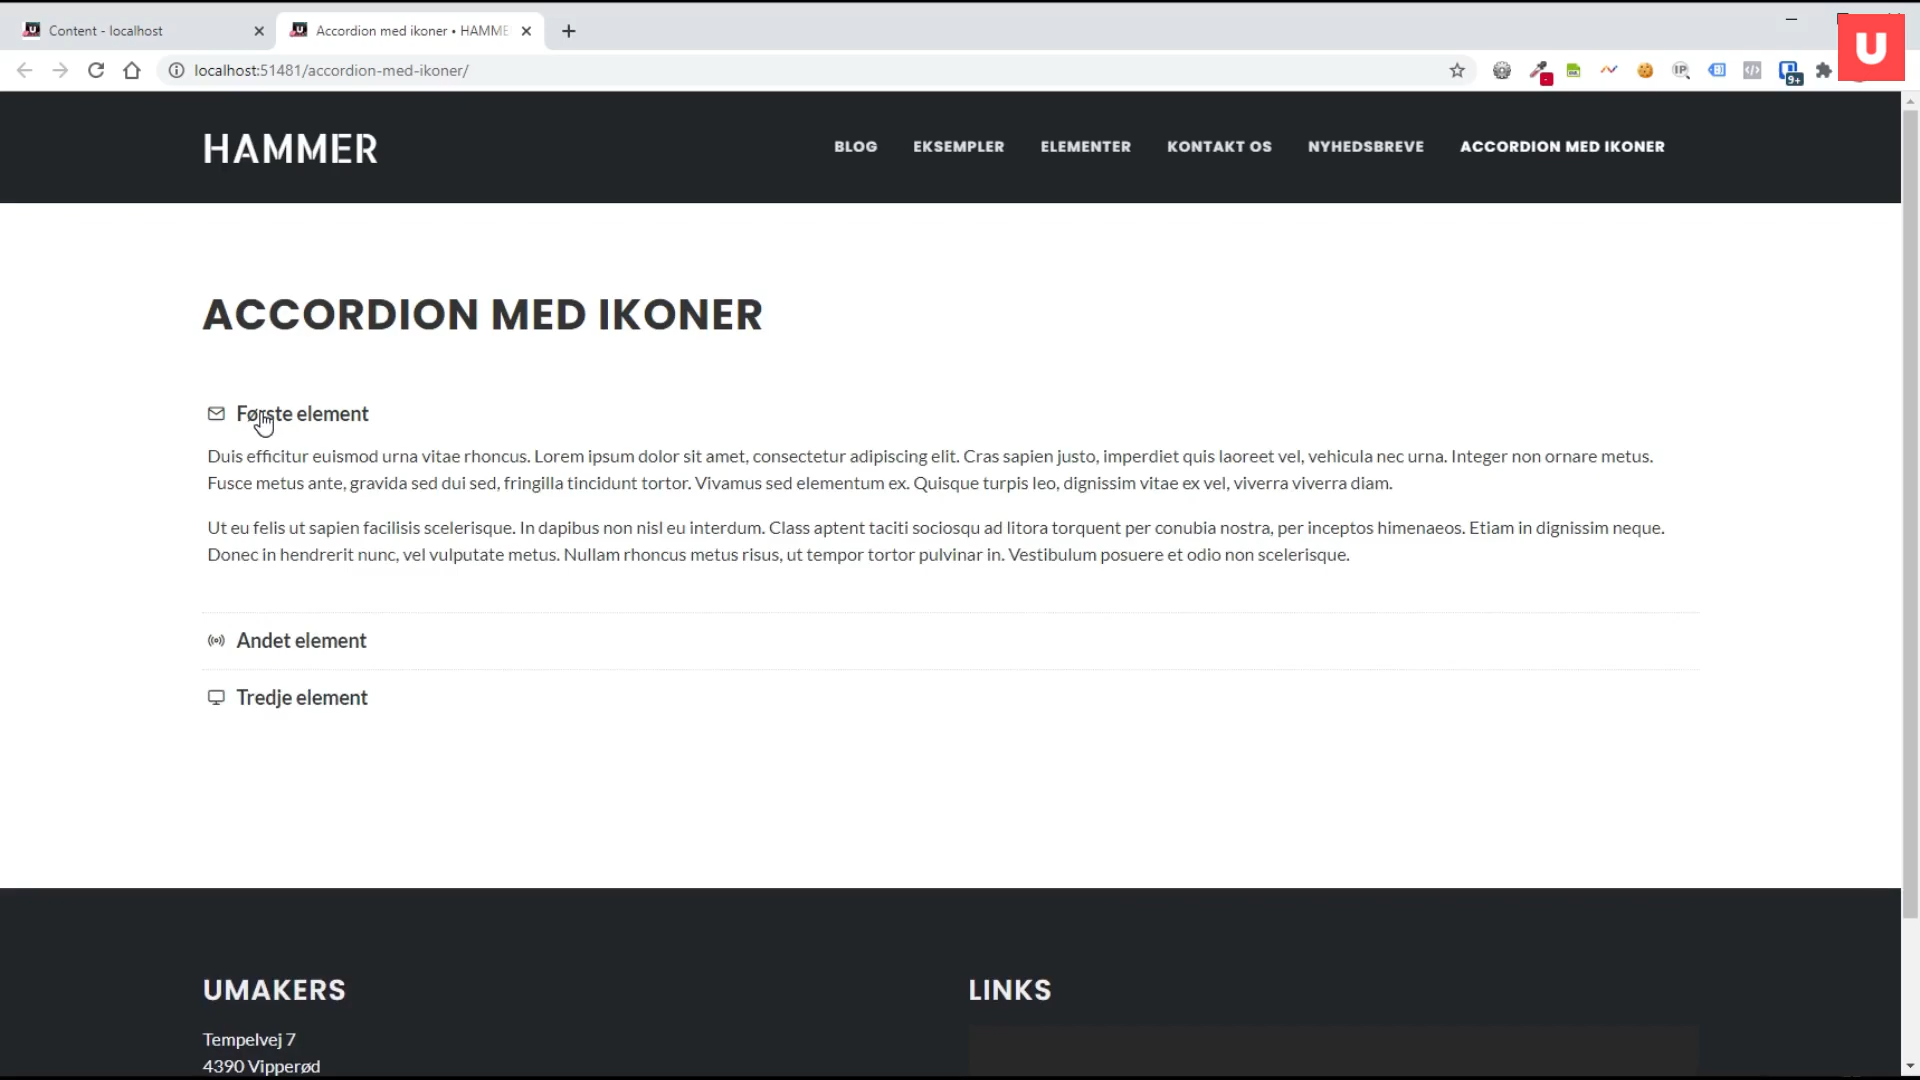 Content - localhost
Accordion med ikoner • HAMME
localhost:51481/accordion-med-ikoner/
IP
9+
U
HAMMER
BLOG EKSEMPLER ELEMENTER KONTAKT OS NYHEDSBREVE ACCORDION MED IKONER
ACCORDION MED IKONER
Første element
Duis efficitur euismod urna vitae rhoncus. Lorem ipsum dolor sit amet, consectetur adipiscing elit. Cras sapien justo, imperdiet quis laoreet vel, vehicula nec urna. Integer non ornare metus.
Fusce metus ante, gravida sed dui sed, fringilla tincidunt tortor. Vivamus sed elementum ex. Quisque turpis leo, dignissim vitae ex vel, viverra viverra diam.
Ut eu felis ut sapien facilisis scelerisque. In dapibus non nisl eu interdum. Class aptent taciti sociosqu ad litora torquent per conubia nostra, per inceptos himenaeos. Etiam in dignissim neque.
Donec in hendrerit nunc, vel vulputate metus. Nullam rhoncus metus risus, ut tempor tortor pulvinar in. Vestibulum posuere et odio non scelerisque.
Andet element
Tredje element
UMAKERS
LINKS
Tempelvej 7
4390 Vipperød